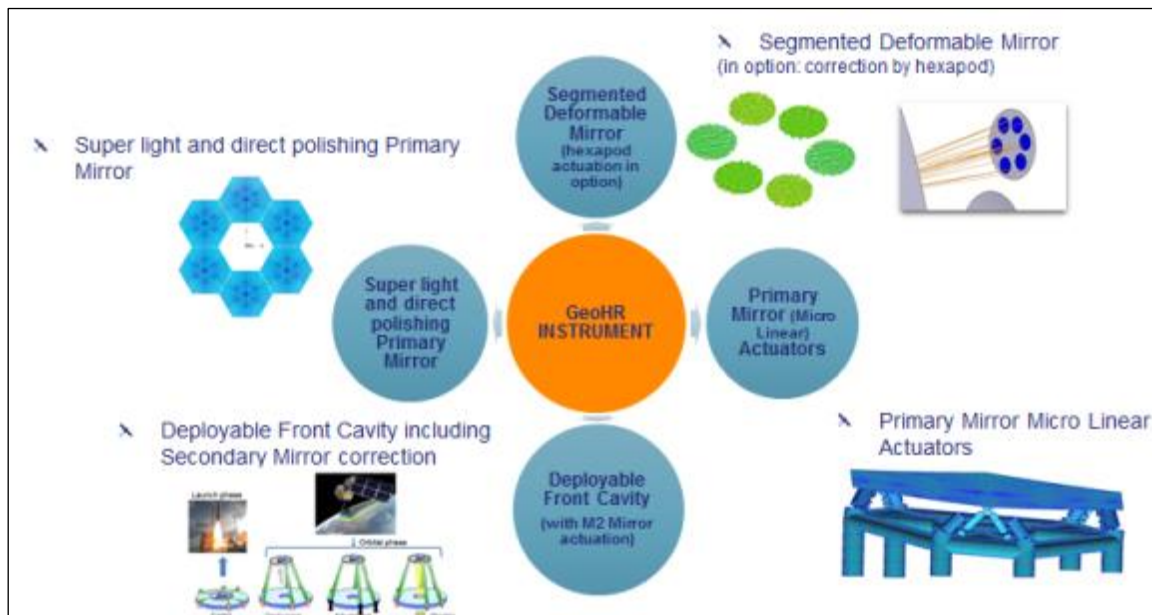 Segmented Deformable Mirror
(in option: correction by hexapod)
Segmented
Deformable
Mirror
(hexapod
actuation in
option)
Super light and direct polishing Primary
Mirror
Super light
and direct
polishing
Primary
Mirror
GeoHR
INSTRUMENT
Primary
Mirror (Micro
Linear)
Actuators
Deployable Front Cavity including
Secondary Mirror correction
Launch phase
Orbital phase
Deployable
Front Cavity
(with M2 Mirror
actuation)
Primary Mirror Micro Linear
Actuators